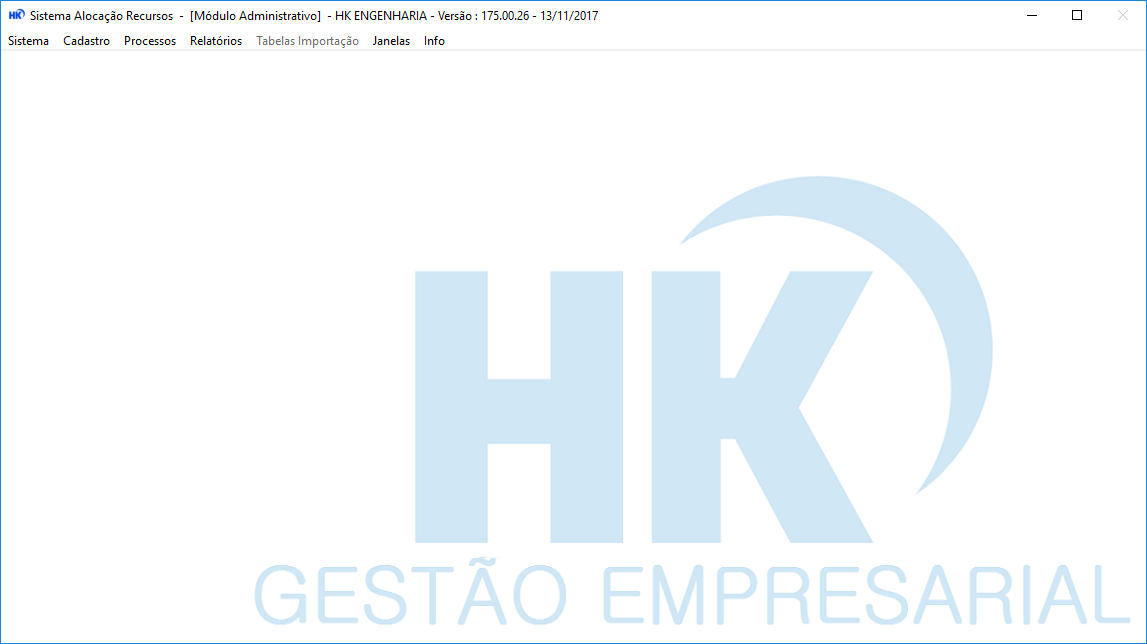 HK Sistema Alocação Recursos - [Módulo Administrativo] - HK ENGENHARIA - Versão : 175.00.26 - 13/11/2017
Sistema Cadastro Processos Relatórios Tabelas Importação Janelas Info
HK
GESTÃO EMPRESARIAL